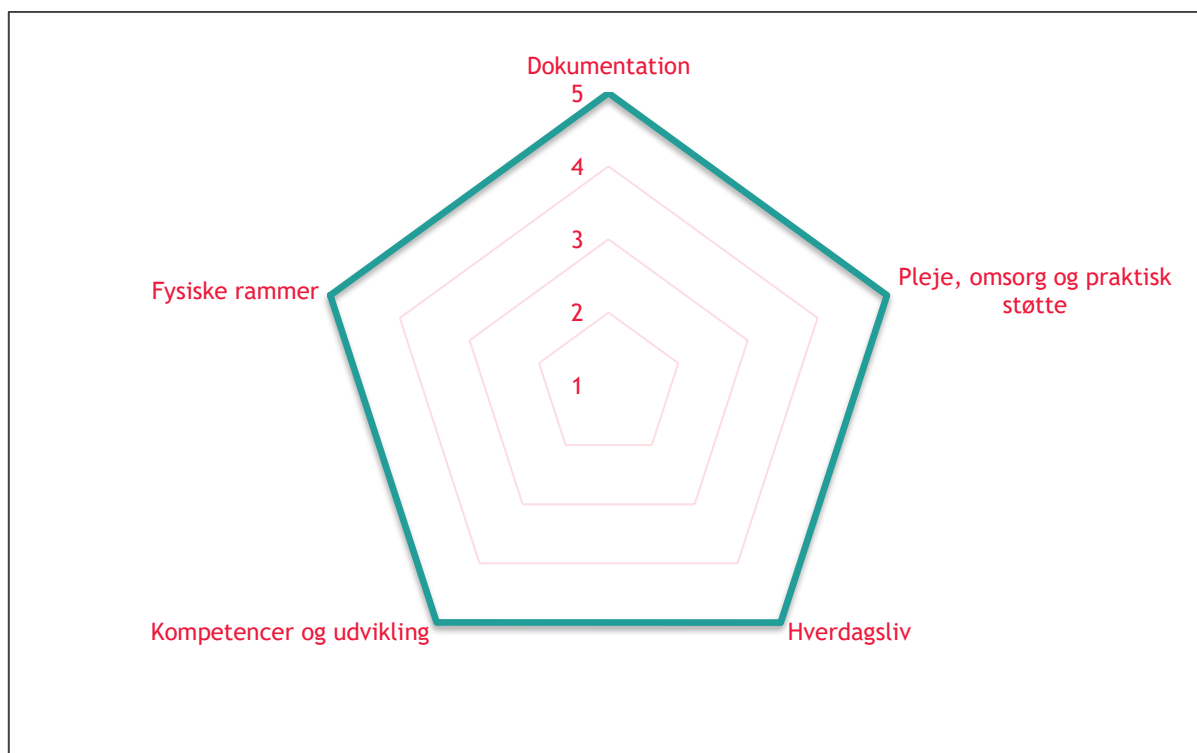 Dokumentation
5
4
3
2
1
Pleje, omsorg og praktisk
støtte
Hverdagsliv
Kompetencer og udvikling
Fysiske rammer